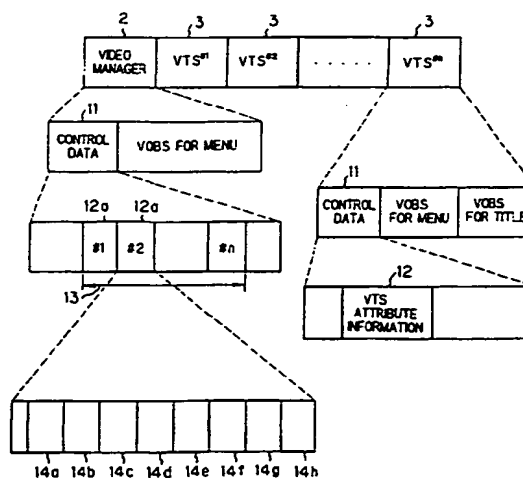 2 3 3 3
VIDEO MANAGER VTS#1 VTS#2 ..... VTS#n
11
CONTROL DATA VOBS FOR MENU
11
CONTROL DATA VOBS FOR MENU VOBS FOR TITLE
12a 12a
#1 #2 #n
13
12
VTS ATTRIBUTE INFORMATION
14a 14b 14c 14d 14e 14f 14g 14h